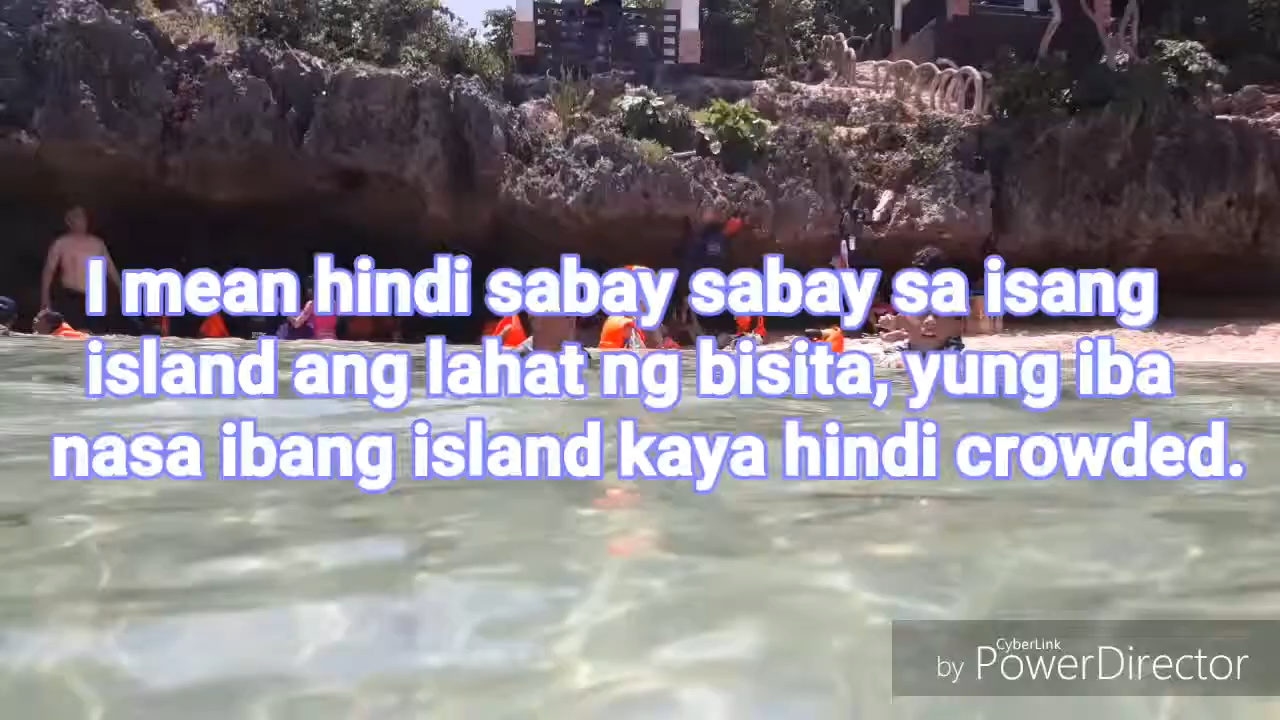 I mean hindi sabay sabay sa isang
island ang lahat ng bisita, yung iba
nasa ibang island kaya hindi crowded.
CyberLink
by PowerDirector